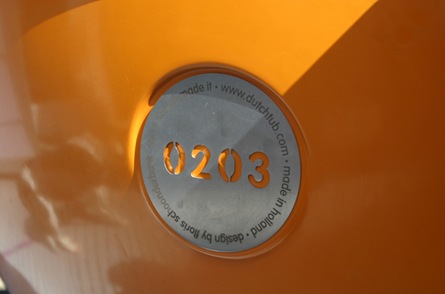 made it • www.dutchtub.com • made in holland • design by floris
0203